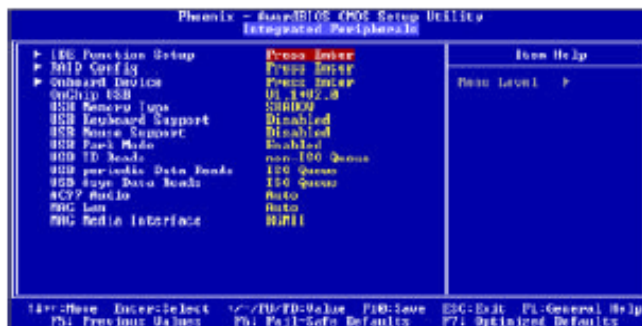 Phoenix - AwardBIOS CMOS Setup Utility
Integrated Peripherals
IDE Function Setup Press Enter
RAID Config Press Enter
Onboard Device Press Enter
OnChip USB V1.1+V2.0
USB Memory Type SHADOW
USB Keyboard Support Disabled
USB Mouse Support Disabled
USB Park Mode Enabled
USB TD Reads non-ISO Queue
USB periodic Data Reads ISO Queue
USB Async Data Reads ISO Queue
AC97 Audio Auto
MAC Lan Auto
MAC Media Interface RGMII
Item Help
Menu Level
:Move Enter:Select +/-/PU/PD:Value F10:Save ESC:Exit F1:General Help
F5: Previous Values F6: Fail-Safe Defaults F7: Optimized Defaults